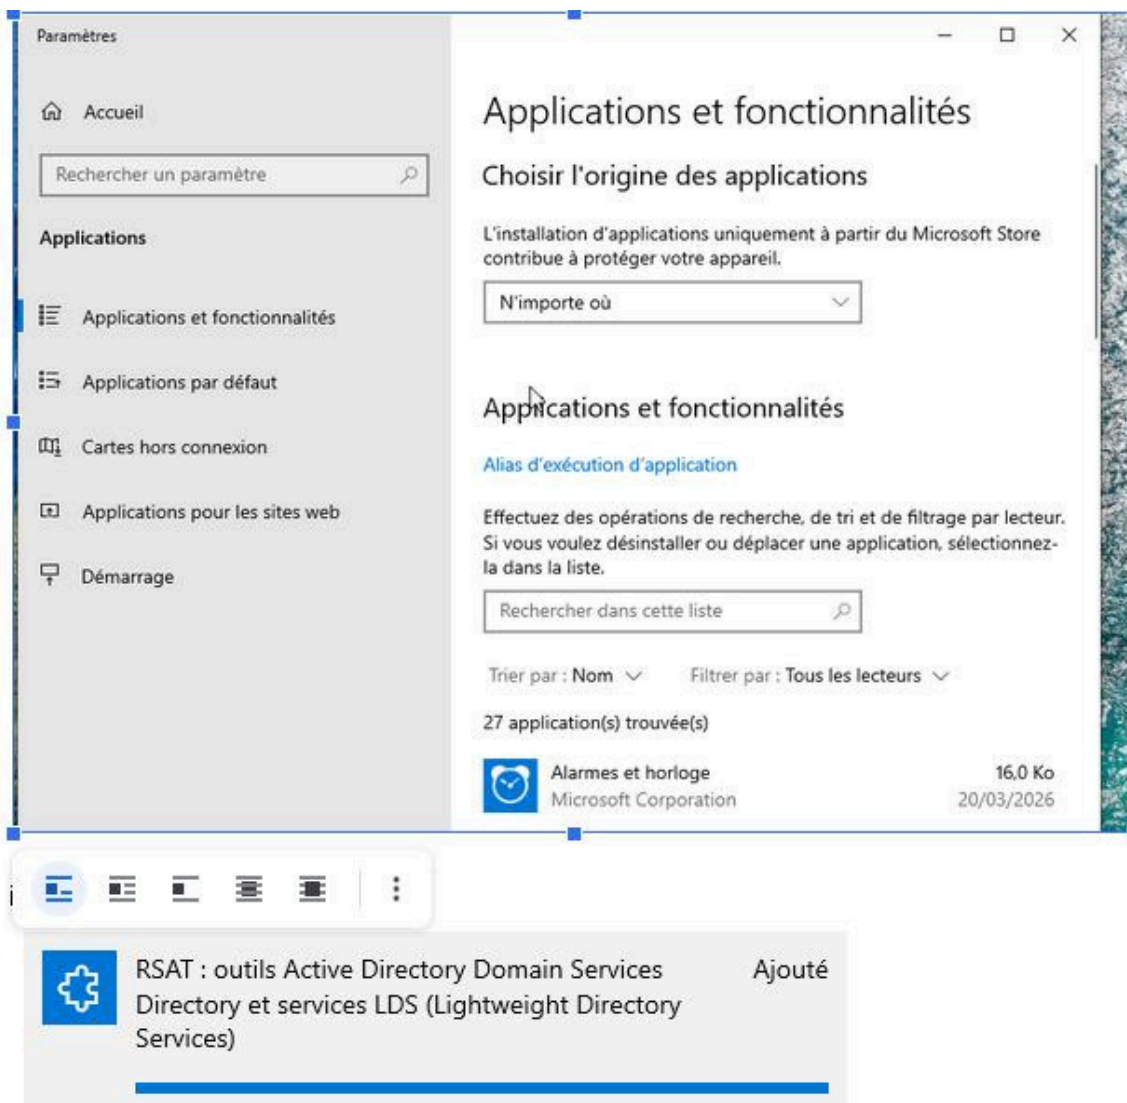 Paramètres
Accueil
Rechercher un paramètre
Applications
Applications et fonctionnalités
Applications par défaut
Cartes hors connexion
Applications pour les sites web
Démarrage
Applications et fonctionnalités
Choisir l'origine des applications
L'installation d'applications uniquement à partir du Microsoft Store
contribue à protéger votre appareil.
N'importe où
Applications et fonctionnalités
Alias d'exécution d'application
Effectuez des opérations de recherche, de tri et de filtrage par lecteur.
Si vous voulez désinstaller ou déplacer une application, sélectionnez-
la dans la liste.
Rechercher dans cette liste
Trier par : Nom Filtrer par : Tous les lecteurs
27 application(s) trouvée(s)
Alarmes et horloge 16,0 Ko
Microsoft Corporation 20/03/2026
i
RSAT : outils Active Directory Domain Services Ajouté
Directory et services LDS (Lightweight Directory
Services)